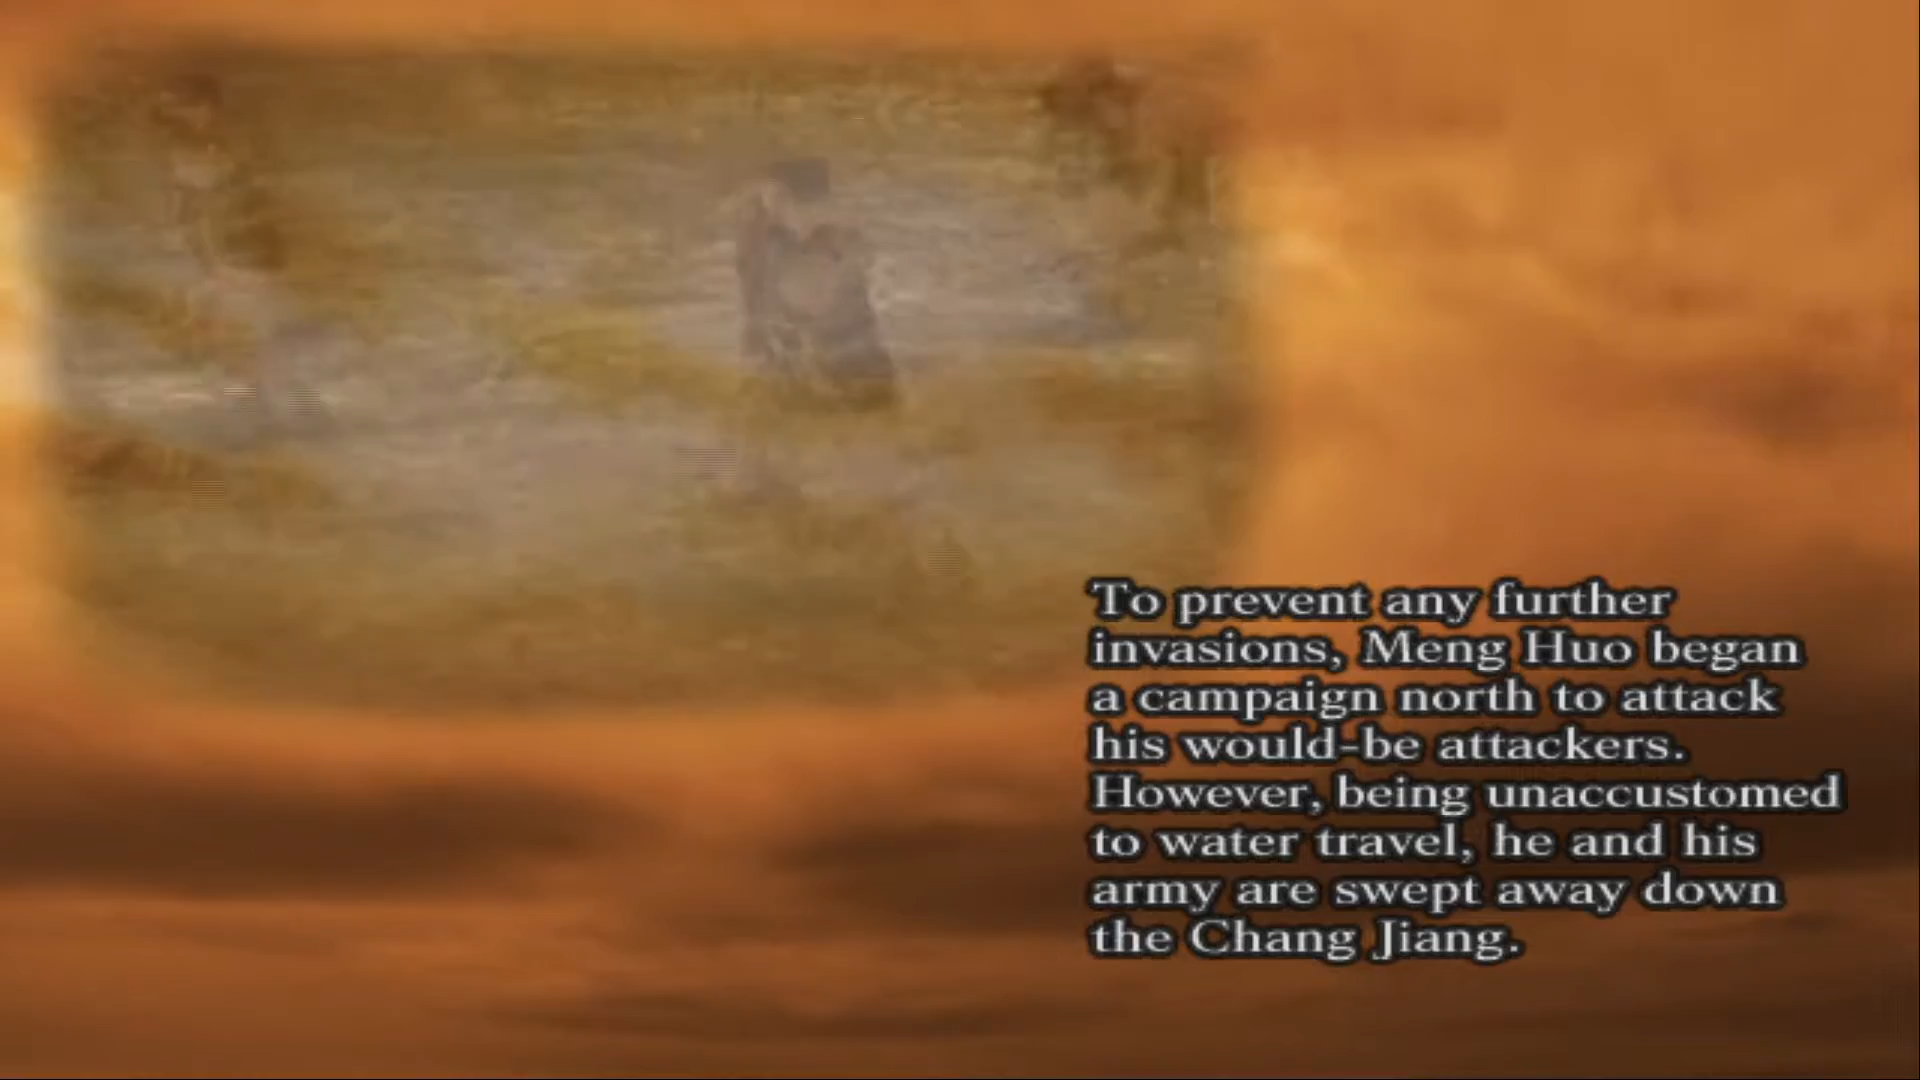 To prevent any further
invasions, Meng Huo began
a campaign north to attack
his would-be attackers.
However, being unaccustomed
to water travel, he and his
army are swept away down
the Chang Jiang.